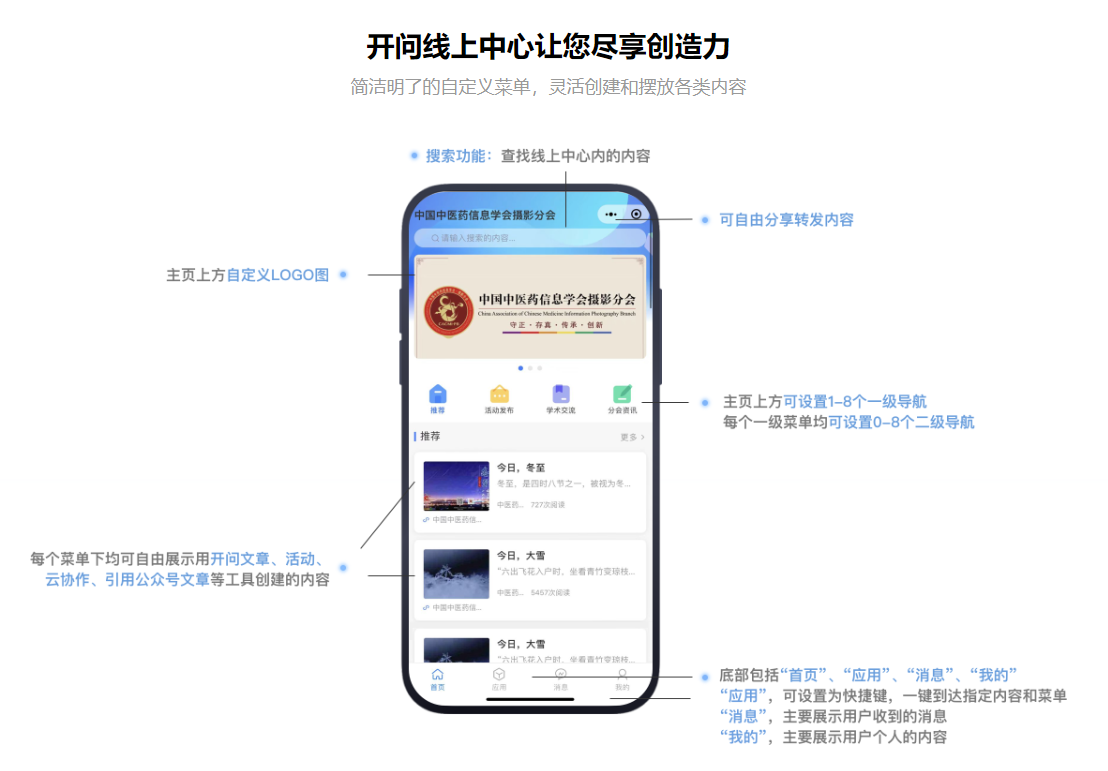 开问线上中心让您尽享创造力
简洁明了的自定义菜单，灵活创建和摆放各类内容
搜索功能：查找线上中心内的内容
中国中医药信息学会摄影分会
请输入搜索的内容...
可自由分享转发内容
主页上方自定义LOGO图
中国中医药信息学会摄影分会
China Association of Chinese Medicine Information Photography Branch
守正·存真·传承·创新
推荐
活动发布
学术交流
分会资讯
主页上方可设置1-8个一级导航
每个一级菜单均可设置0-8个二级导航
推荐
更多 >
今日，冬至
冬至，是四时八节之一，被视为冬...
中医药... 727次阅读
中国中医药信...
每个菜单下均可自由展示用开问文章、活动、
云协作、引用公众号文章等工具创建的内容
今日，大雪
“六出飞花入户时，坐看青竹变琼枝...
中医药... 5457次阅读
中国中医药信...
今日，大雪
“六出飞花入户时，坐看青竹变琼枝...
首页
应用
消息
我的
底部包括“首页”、“应用”、“消息”、“我的”
“应用”，可设置为快捷键，一键到达指定内容和菜单
“消息”，主要展示用户收到的消息
“我的”，主要展示用户个人的内容